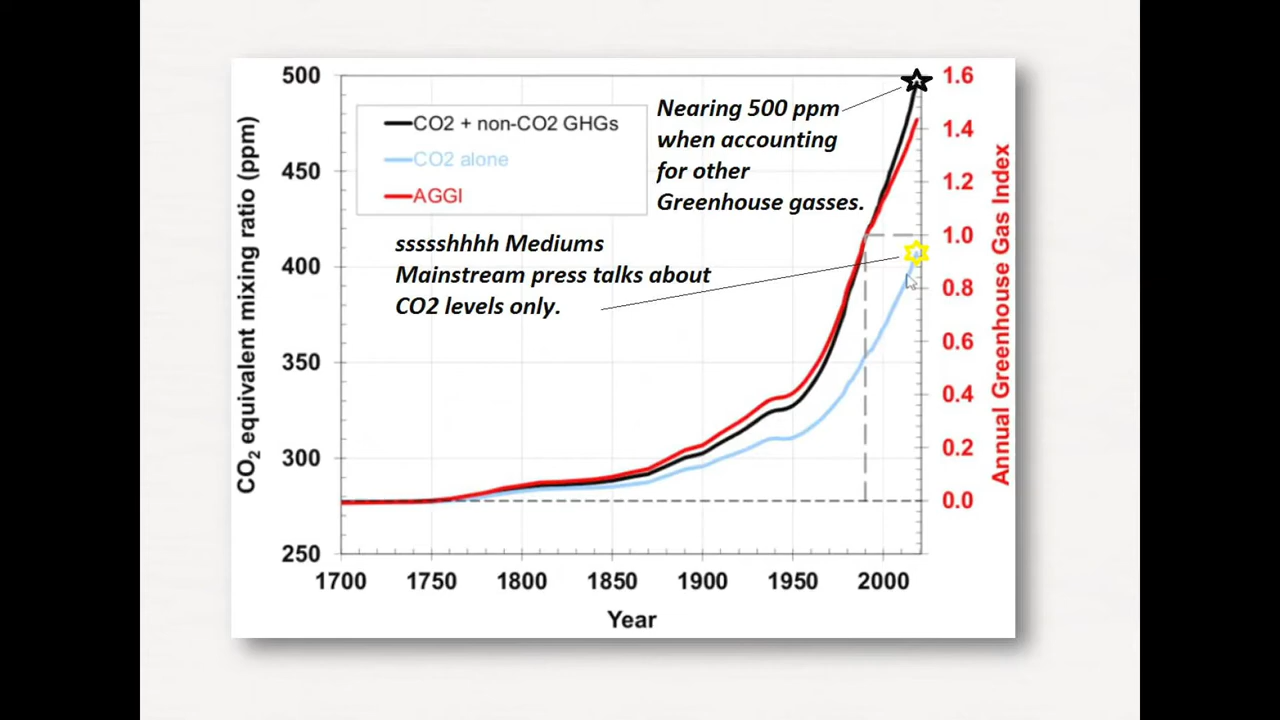 500
450
400
350
300
250
CO2 equivalent mixing ratio (ppm)
CO2 + non-CO2 GHGs
CO2 alone
AGGI
Nearing 500 ppm
when accounting
for other
Greenhouse gasses.
ssssshhhh Mediums
Mainstream press talks about
CO2 levels only.
1.6
1.4
1.2
1.0
0.8
0.6
0.4
0.2
0.0
Annual Greenhouse Gas Index
1700 1750 1800 1850 1900 1950 2000
Year